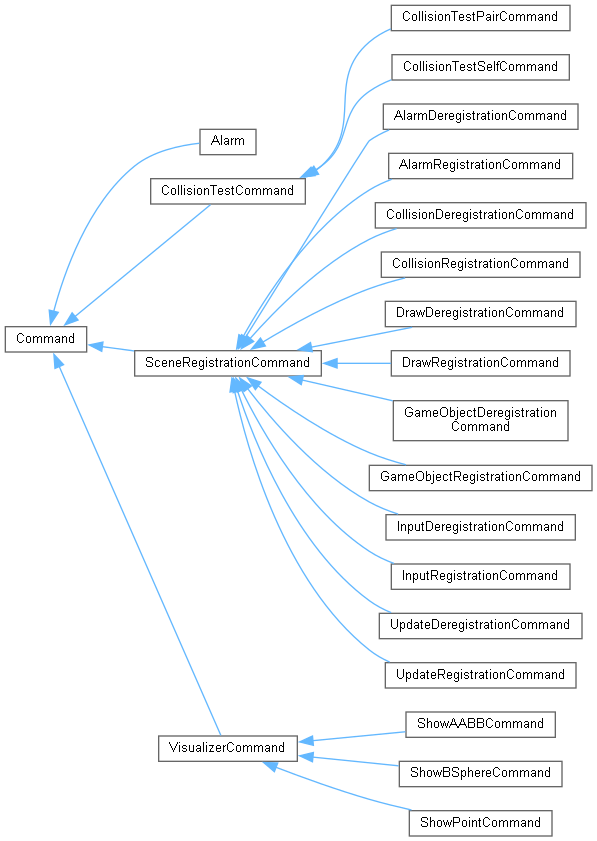 CollisionTestPairCommand
CollisionTestSelfCommand
AlarmDeregistrationCommand
Alarm
AlarmRegistrationCommand
CollisionTestCommand
CollisionDeregistrationCommand
CollisionRegistrationCommand
DrawDeregistrationCommand
Command
SceneRegistrationCommand
DrawRegistrationCommand
GameObjectDeregistration
Command
GameObjectRegistrationCommand
InputDeregistrationCommand
InputRegistrationCommand
UpdateDeregistrationCommand
UpdateRegistrationCommand
ShowAABBCommand
VisualizerCommand
ShowBSphereCommand
ShowPointCommand